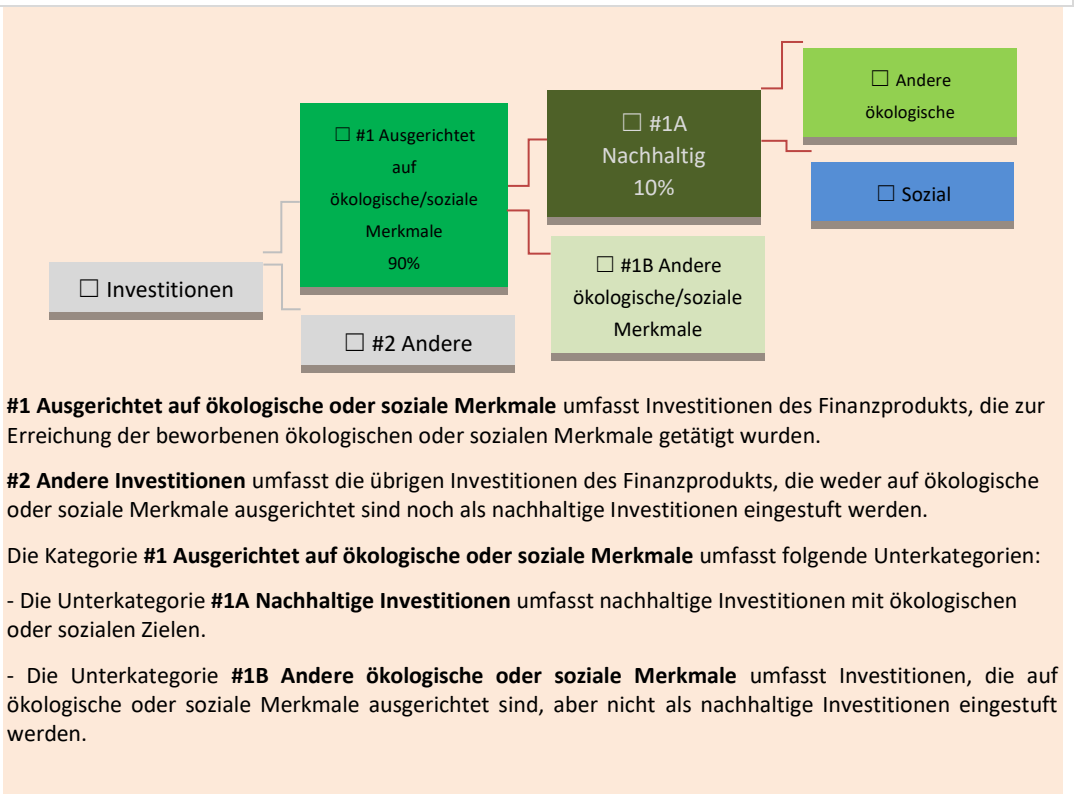 ☐ Andere
ökologische
☐ #1A
Nachhaltig
10%
☐ #1 Ausgerichtet
auf
ökologische/soziale
Merkmale
90%
☐ Sozial
☐ #1B Andere
ökologische/soziale
Merkmale
☐ Investitionen
☐ #2 Andere
#1 Ausgerichtet auf ökologische oder soziale Merkmale umfasst Investitionen des Finanzprodukts, die zur
Erreichung der beworbenen ökologischen oder sozialen Merkmale getätigt wurden.
#2 Andere Investitionen umfasst die übrigen Investitionen des Finanzprodukts, die weder auf ökologische
oder soziale Merkmale ausgerichtet sind noch als nachhaltige Investitionen eingestuft werden.
Die Kategorie #1 Ausgerichtet auf ökologische oder soziale Merkmale umfasst folgende Unterkategorien:
- Die Unterkategorie #1A Nachhaltige Investitionen umfasst nachhaltige Investitionen mit ökologischen
oder sozialen Zielen.
- Die Unterkategorie #1B Andere ökologische oder soziale Merkmale umfasst Investitionen, die auf
ökologische oder soziale Merkmale ausgerichtet sind, aber nicht als nachhaltige Investitionen eingestuft
werden.